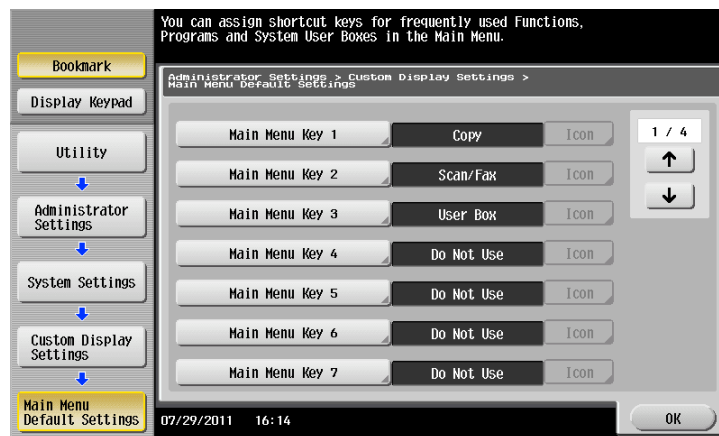 You can assign shortcut keys for frequently used Functions,
Programs and System User Boxes in the Main Menu.
Bookmark
Display Keypad
Utility
Administrator
Settings
System Settings
Custom Display
Settings
Main Menu
Default Settings
Administrator Settings > Custom Display Settings >
Main Menu Default Settings
Main Menu Key 1 Copy Icon
Main Menu Key 2 Scan/Fax Icon
Main Menu Key 3 User Box Icon
Main Menu Key 4 Do Not Use Icon
Main Menu Key 5 Do Not Use Icon
Main Menu Key 6 Do Not Use Icon
Main Menu Key 7 Do Not Use Icon
1 / 4
↑
↓
07/29/2011 16:14
OK